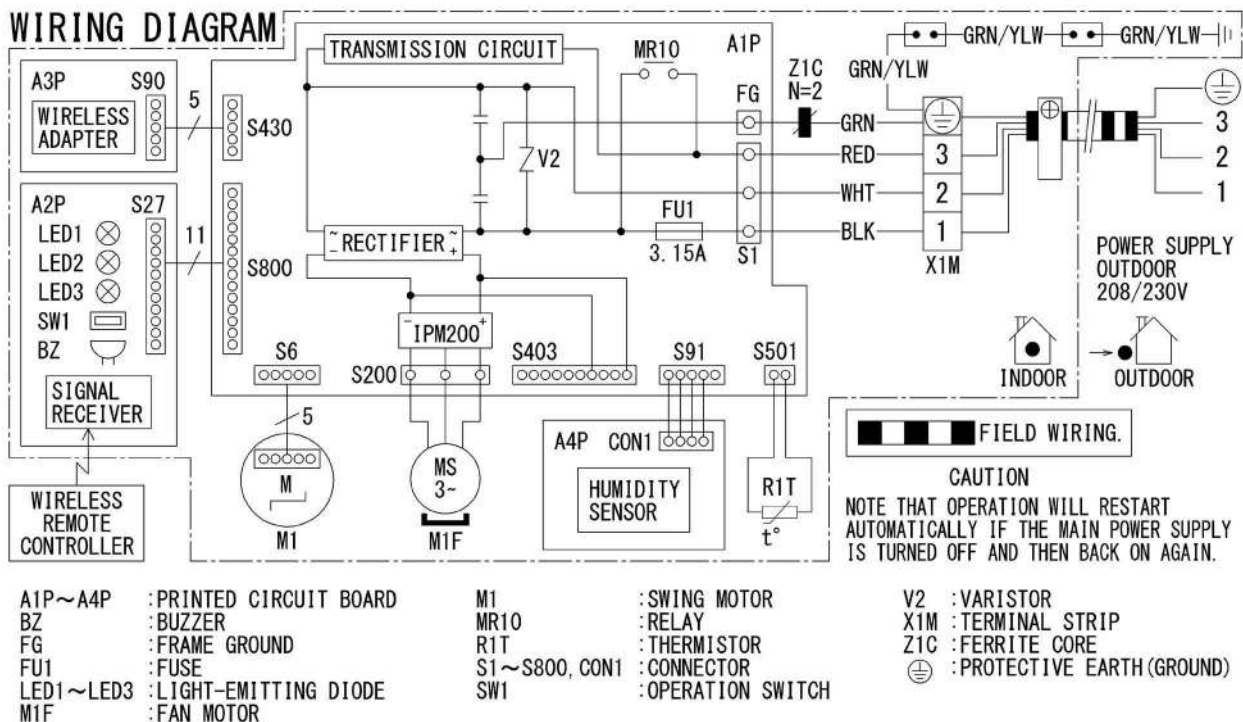 WIRING DIAGRAM
TRANSMISSION CIRCUIT
MR10
A1P
Z1C
N=2
GRN/YLW
GRN/YLW
GRN/YLW
A3P
S90
WIRELESS
ADAPTER
5
S430
FG
GRN
RED
3
WHT
2
BLK
1
X1M
3
2
1
V2
FU1
3.15A
S1
A2P
S27
LED1
LED2
LED3
SW1
BZ
11
S800
SIGNAL
RECEIVER
WIRELESS
REMOTE
CONTROLLER
~ ~
RECTIFIER
- +
- +
IPM200
S200
S6
5
M
M1
MS
3~
M1F
S403
S91
S501
A4P
CON1
HUMIDITY
SENSOR
R1T
t°
POWER SUPPLY
OUTDOOR
208/230V
INDOOR
→
OUTDOOR
FIELD WIRING.
CAUTION
NOTE THAT OPERATION WILL RESTART
AUTOMATICALLY IF THE MAIN POWER SUPPLY
IS TURNED OFF AND THEN BACK ON AGAIN.
A1P~A4P :PRINTED CIRCUIT BOARD
BZ :BUZZER
FG :FRAME GROUND
FU1 :FUSE
LED1~LED3 :LIGHT-EMITTING DIODE
M1F :FAN MOTOR
M1 :SWING MOTOR
MR10 :RELAY
R1T :THERMISTOR
S1~S800, CON1 :CONNECTOR
SW1 :OPERATION SWITCH
V2 :VARISTOR
X1M :TERMINAL STRIP
Z1C :FERRITE CORE
:PROTECTIVE EARTH(GROUND)